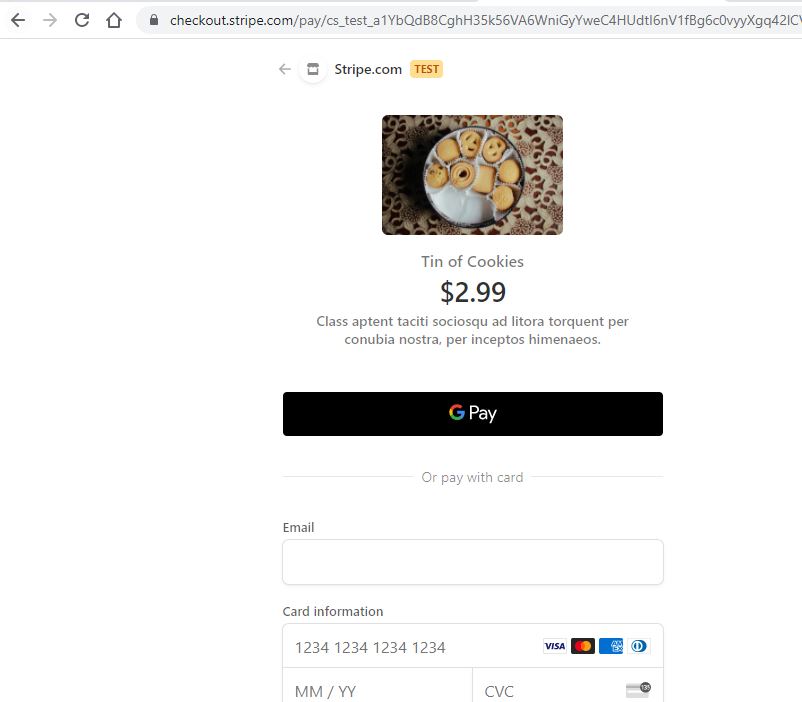 checkout.stripe.com/pay/cs_test_a1YbQdB8CghH35k56VA6WniGyYweC4HUdtI6nV1fBg6c0vyyXgq42lC
Stripe.com TEST
Tin of Cookies
$2.99
Class aptent taciti sociosqu ad litora torquent per
conubia nostra, per inceptos himenaeos.
G Pay
Or pay with card
Email
Card information
1234 1234 1234 1234 VISA
MM / YY CVC